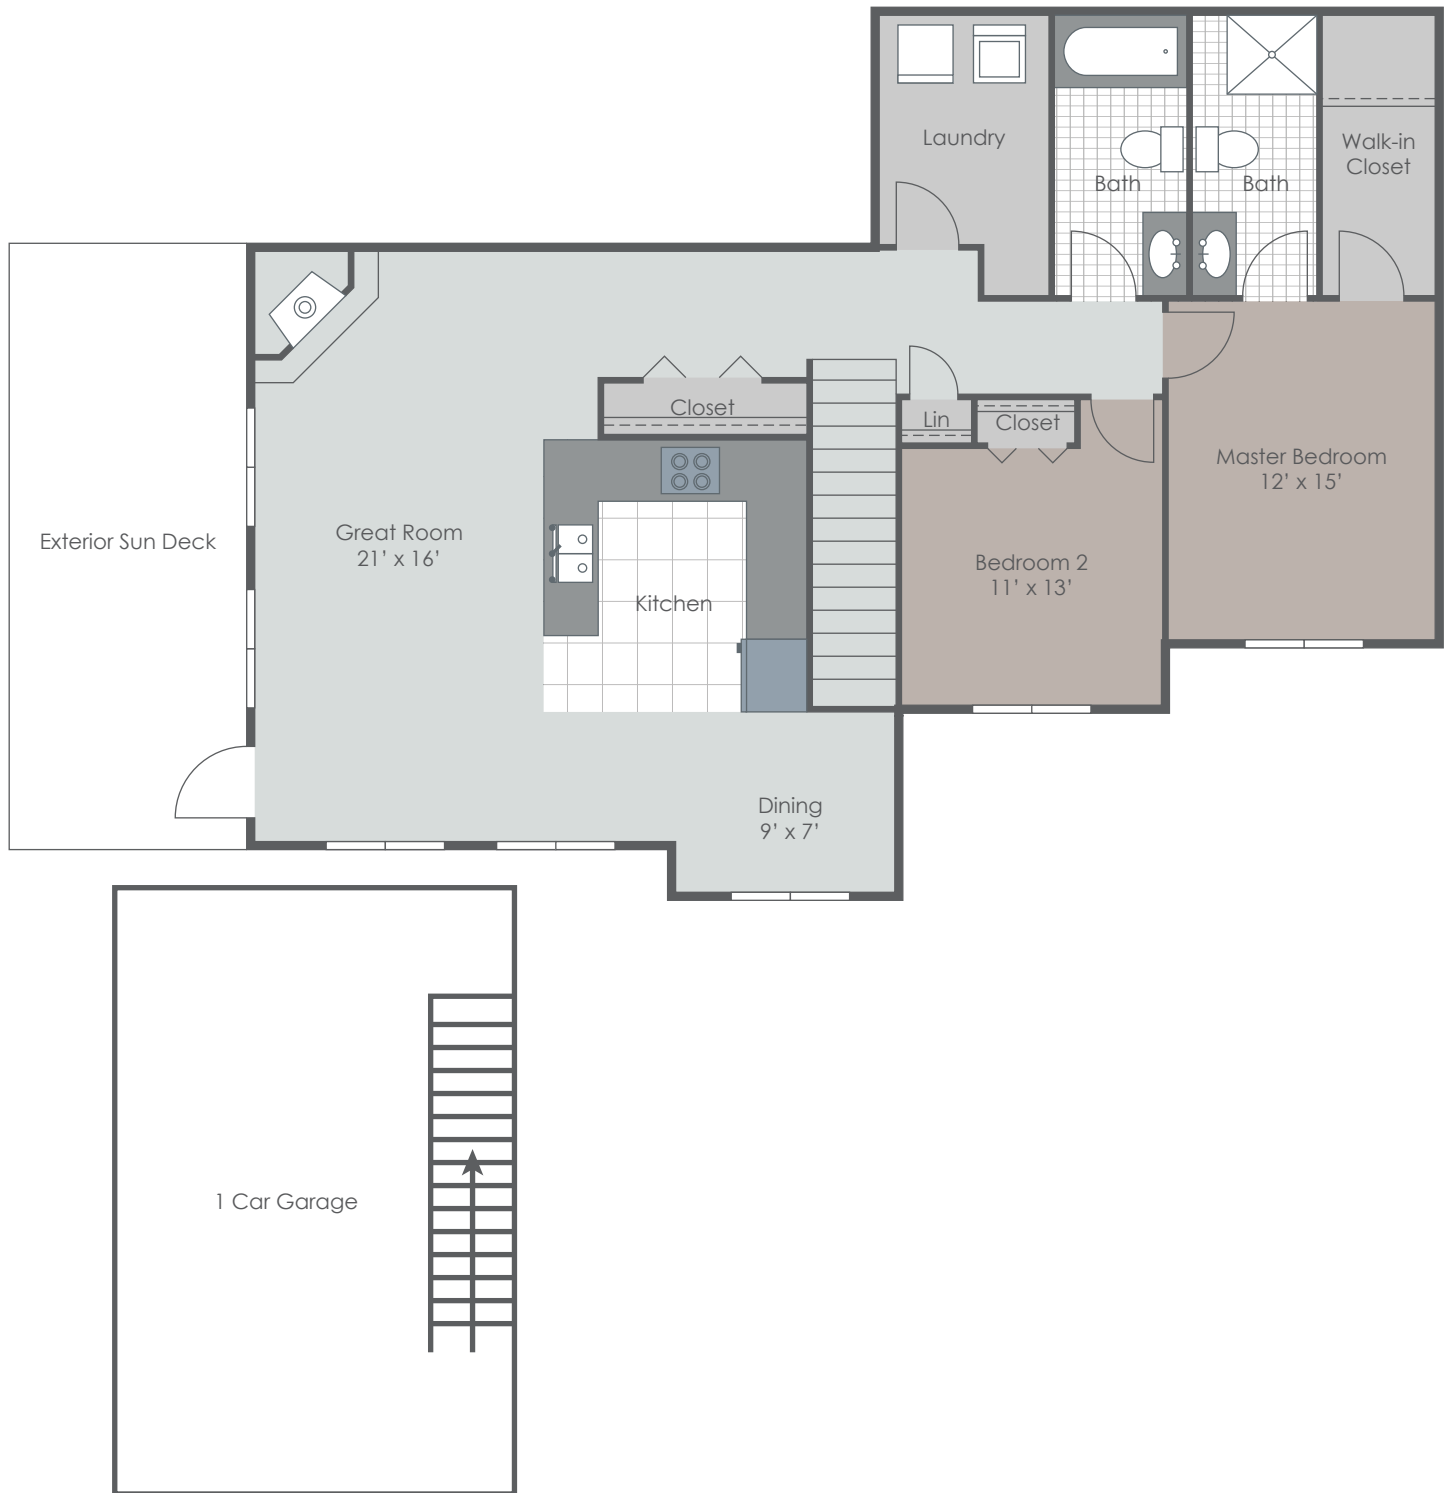 Laundry
Bath
Bath
Walk-in
Closet
Closet
Lin
Closet
Master Bedroom
12’ x 15’
Exterior Sun Deck
Great Room
21’ x 16’
Kitchen
Bedroom 2
11’ x 13’
Dining
9’ x 7’
1 Car Garage